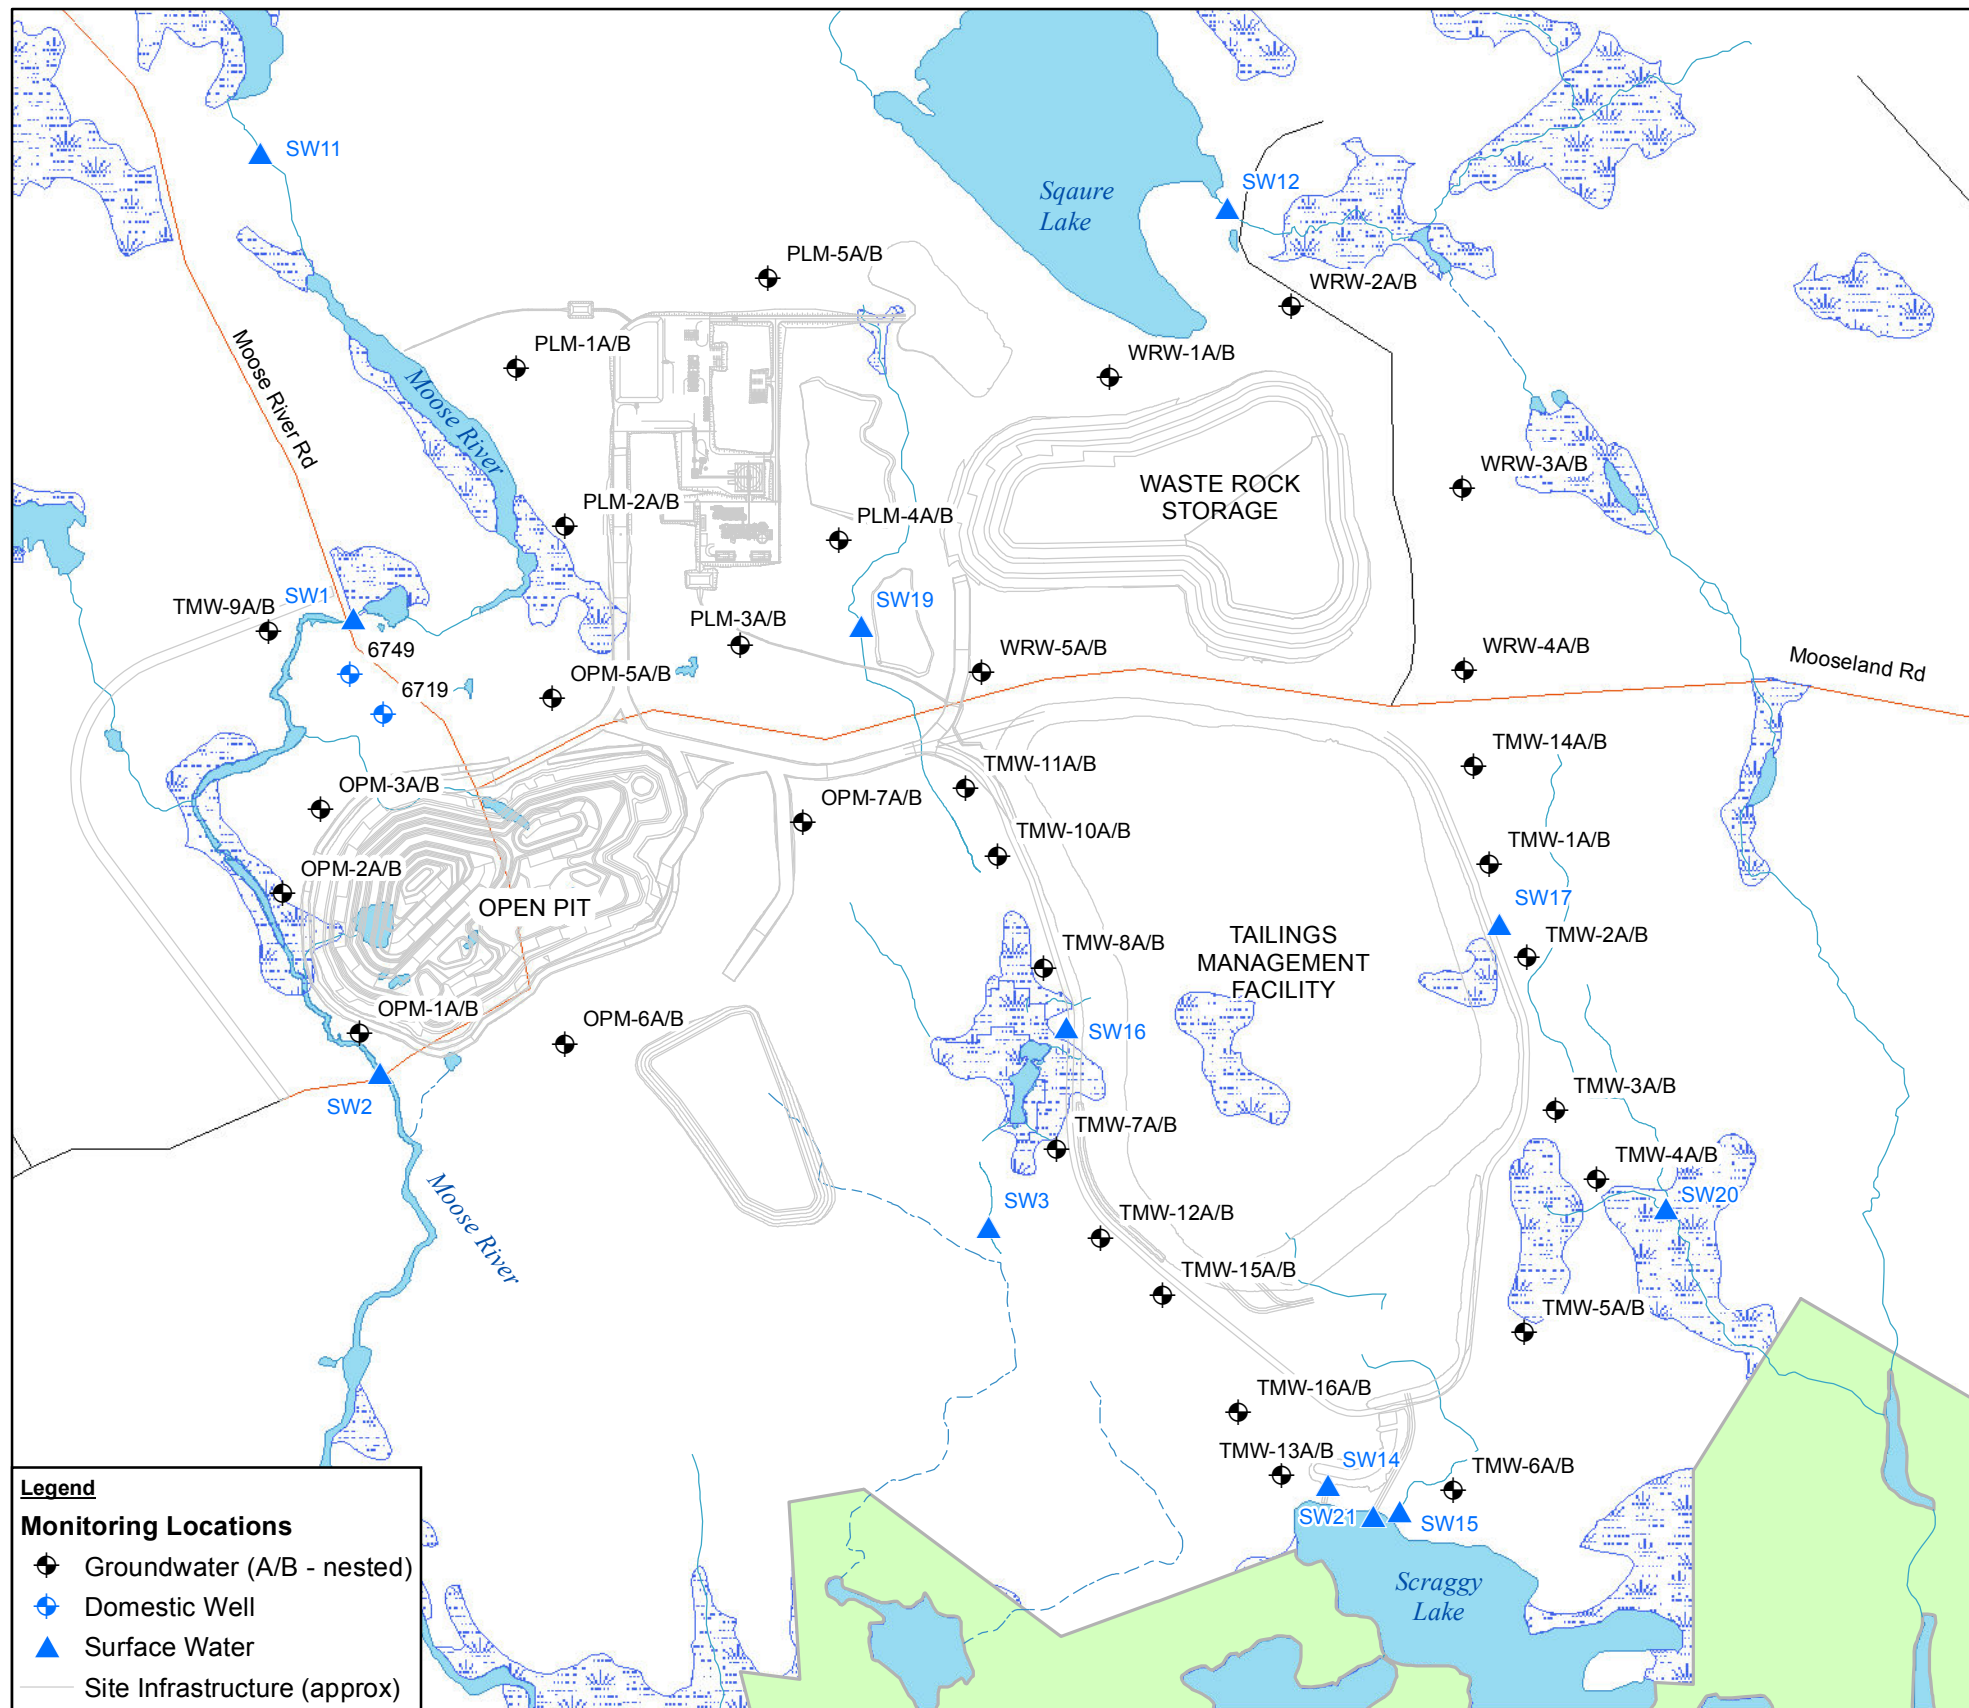 SW11
SW12
Sqaure
Lake
PLM-5A/B
WRW-2A/B
PLM-1A/B
WRW-1A/B
Moose River Rd
Moose River
WRW-3A/B
WASTE ROCK
STORAGE
PLM-2A/B
PLM-4A/B
SW1
TMW-9A/B
SW19
PLM-3A/B
6749
WRW-5A/B
WRW-4A/B
Mooseland Rd
OPM-5A/B
6719
TMW-14A/B
TMW-11A/B
OPM-3A/B
OPM-7A/B
TMW-10A/B
TMW-1A/B
OPM-2A/B
SW17
OPEN PIT
TMW-8A/B
TAILINGS
MANAGEMENT
FACILITY
TMW-2A/B
OPM-1A/B
OPM-6A/B
SW16
SW2
TMW-3A/B
TMW-7A/B
TMW-4A/B
Moose River
SW3
SW20
TMW-12A/B
TMW-15A/B
TMW-5A/B
TMW-16A/B
TMW-13A/B
SW14
TMW-6A/B
SW21
SW15
Scraggy
Lake
Legend
Monitoring Locations
Groundwater (A/B - nested)
Domestic Well
Surface Water
Site Infrastructure (approx)